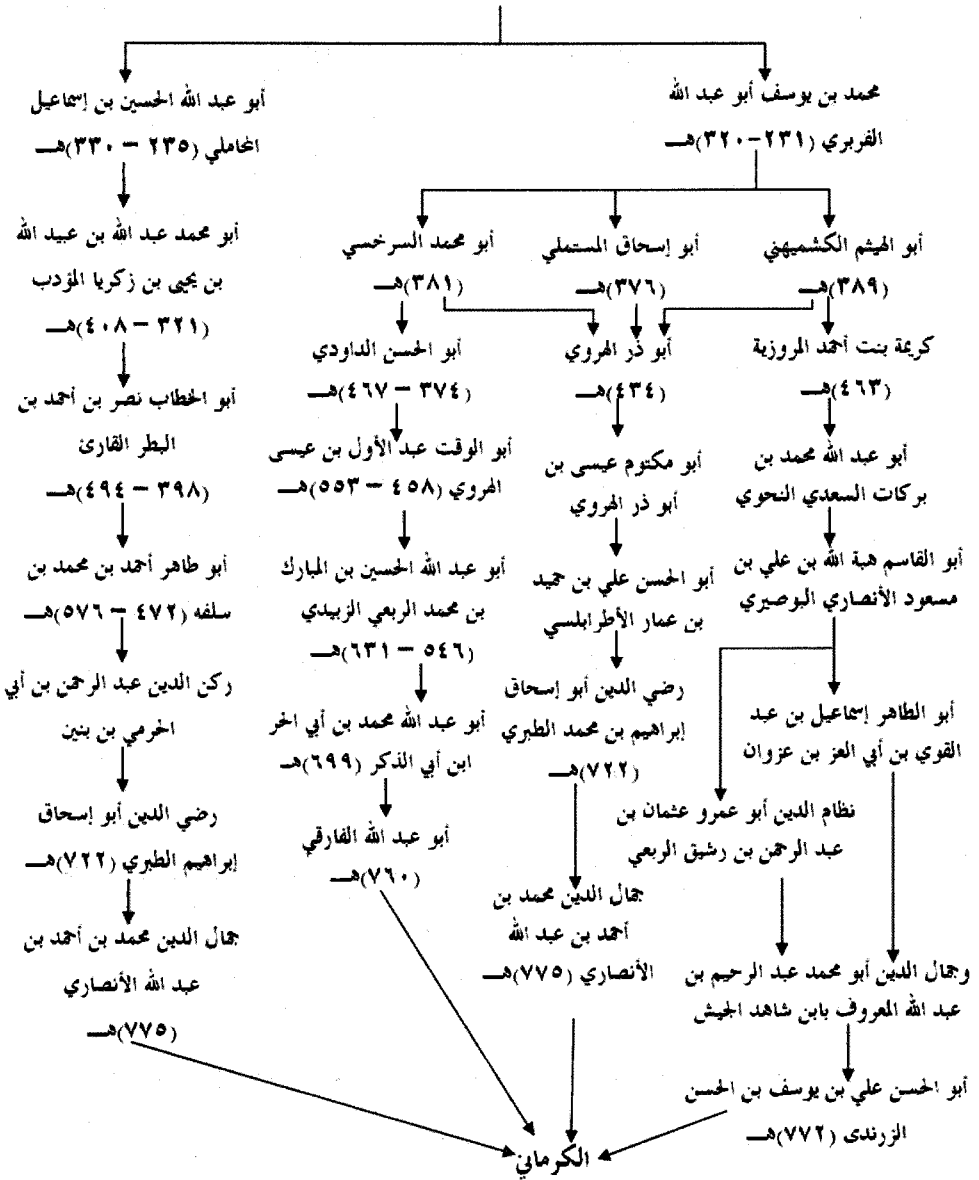 محمد بن يوسف أبو عبد الله
الفربري (٢٣١-٣٢٠)هـ
أبو عبد الله الحسين بن إسماعيل
المحاملي (٢٣٥ – ٣٣٠)هـ
أبو الهيثم الكشميهني
(٣٨٩)هـ
أبو إسحاق المستملي
(٣٧٦)هـ
أبو محمد السرخسي
(٣٨١)هـ
أبو محمد عبد الله بن عبيد الله
بن يحيى بن زكريا المؤدب
(٣٢١ – ٤٠٨)هـ
كريمة بنت أحمد المروزية
(٤٦٣)هـ
أبو ذر الهروي
(٤٣٤)هـ
أبو الحسن الداودي
(٣٧٤ – ٤٦٧)هـ
أبو الخطاب نصر بن أحمد بن
البطر القارئ
(٣٩٨ – ٤٩٤)هـ
أبو عبد الله محمد بن
بركات السعدي النحوي
أبو مكتوم عيسى بن
أبو ذر الهروي
أبو الوقت عبد الأول بن عيسى
الهروي (٤٥٨ – ٥٥٣)هـ
أبو القاسم هبة الله بن علي بن
مسعود الأنصاري البوصيري
أبو الحسن علي بن حميد
بن عمار الأطرابلسي
أبو عبد الله الحسين بن المبارك
بن محمد الربعي الزبيدي
(٥٤٦ – ٦٣١)هـ
أبو طاهر أحمد بن محمد بن
سلفه (٤٧٢ – ٥٧٦)هـ
أبو الطاهر إسماعيل بن عبد
القوي بن أبي العز بن عزوان
رضي الدين أبو إسحاق
إبراهيم بن محمد الطبري
(٧٢٢)هـ
أبو عبد الله محمد بن أبي الحر
ابن أبي الذكر (٦٩٩)هـ
ركن الدين عبد الرحمن بن أبي
الحرمي بن بنين
نظام الدين أبو عمرو عثمان بن
عبد الرحمن بن رشيق الربعي
أبو عبد الله الفارقي
(٧٦٠)هـ
رضي الدين أبو إسحاق
إبراهيم الطبري (٧٢٢)هـ
وجمال الدين أبو محمد عبد الرحيم بن
عبد الله المعروف بابن شاهد الجيش
جمال الدين محمد بن
أحمد بن عبد الله
الأنصاري (٧٧٥)هـ
جمال الدين محمد بن أحمد بن
عبد الله الأنصاري
(٧٧٥)هـ
أبو الحسن علي بن يوسف بن الحسن
الزرندى (٧٧٢)هـ
الكرماني